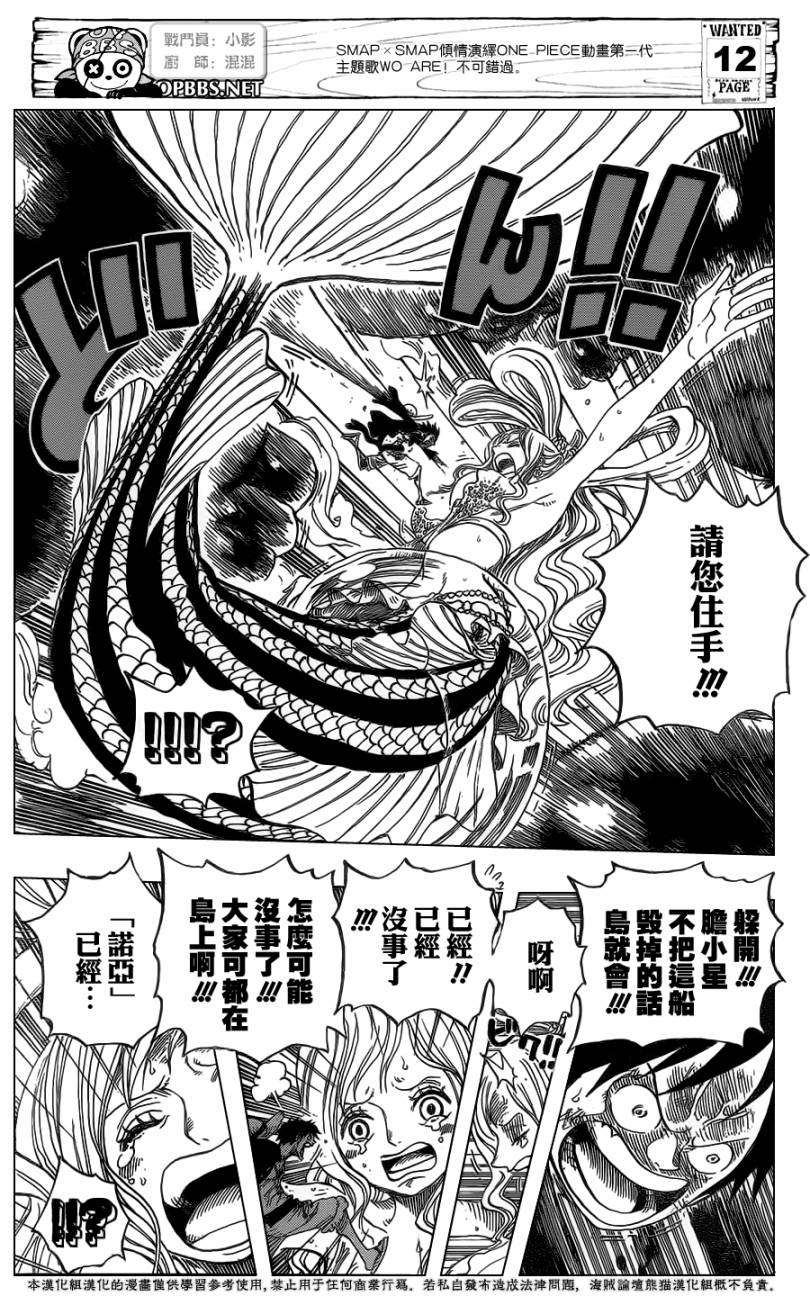 戰鬥員：小影
廚　師：混混
OPBBS.NET
SMAP×SMAP傾情演繹ONE PIECE動畫第一代
主題歌WO ARE！不可錯過。
WANTED
12
PAGE
どん!!
請您住手!!!
!!!?
躲開!!!
膽小星
不把這船
毀掉的話
島就會!!!
呀啊
ビクッ!!
已經!!
已經
沒事了
!!!
怎麼可能
沒事了!!!
大家可都在
島上啊!!!
「諾亞」
已經…
!!?
本漢化組漢化的漫畫僅供學習參考使用，禁止用于任何商業行為。若私自發布造成法律問題，海賊論壇熊猫漢化組概不負責。